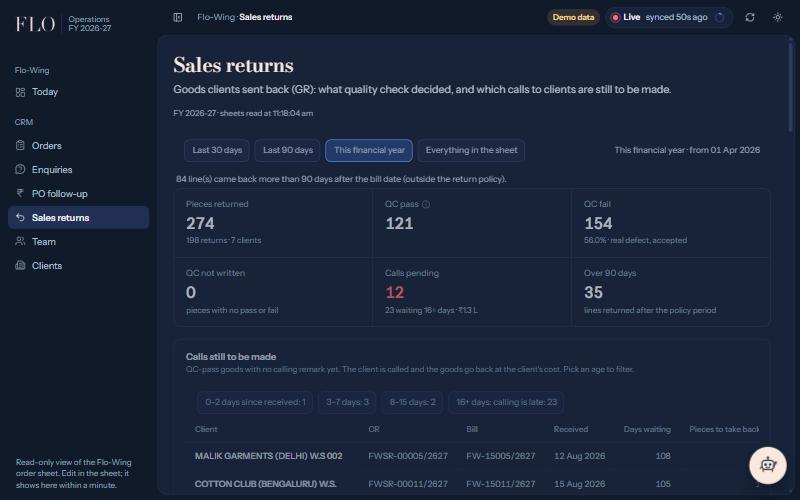 FLO
Operations
FY 2026-27
Flo-Wing · Sales returns
Demo data
Live synced 50s ago
Flo-Wing
Today
CRM
Orders
Enquiries
PO follow-up
Sales returns
Team
Clients
Read-only view of the Flo-Wing
order sheet. Edit in the sheet; it
shows here within a minute.
Sales returns
Goods clients sent back (GR): what quality check decided, and which calls to clients are still to be made.
FY 2026-27 · sheets read at 11:18:04 am
Last 30 days
Last 90 days
This financial year
Everything in the sheet
This financial year · from 01 Apr 2026
84 line(s) came back more than 90 days after the bill date (outside the return policy).
Pieces returned
274
198 returns · 7 clients
QC pass
121
QC fail
154
56.0% · real defect, accepted
QC not written
0
pieces with no pass or fail
Calls pending
12
23 waiting 16+ days · ₹1.3 L
Over 90 days
35
lines returned after the policy period
Calls still to be made
QC-pass goods with no calling remark yet. The client is called and the goods go back at the client's cost. Pick an age to filter.
0–2 days since received: 1
3–7 days: 3
8–15 days: 2
16+ days: calling is late: 23
Client CR Bill Received Days waiting Pieces to take back
MALIK GARMENTS (DELHI) W.S 002 FWSR-00005/2627 FW-15005/2627 12 Aug 2026 108
COTTON CLUB (BENGALURU) W.S. FWSR-00011/2627 FW-15011/2627 15 Aug 2026 105